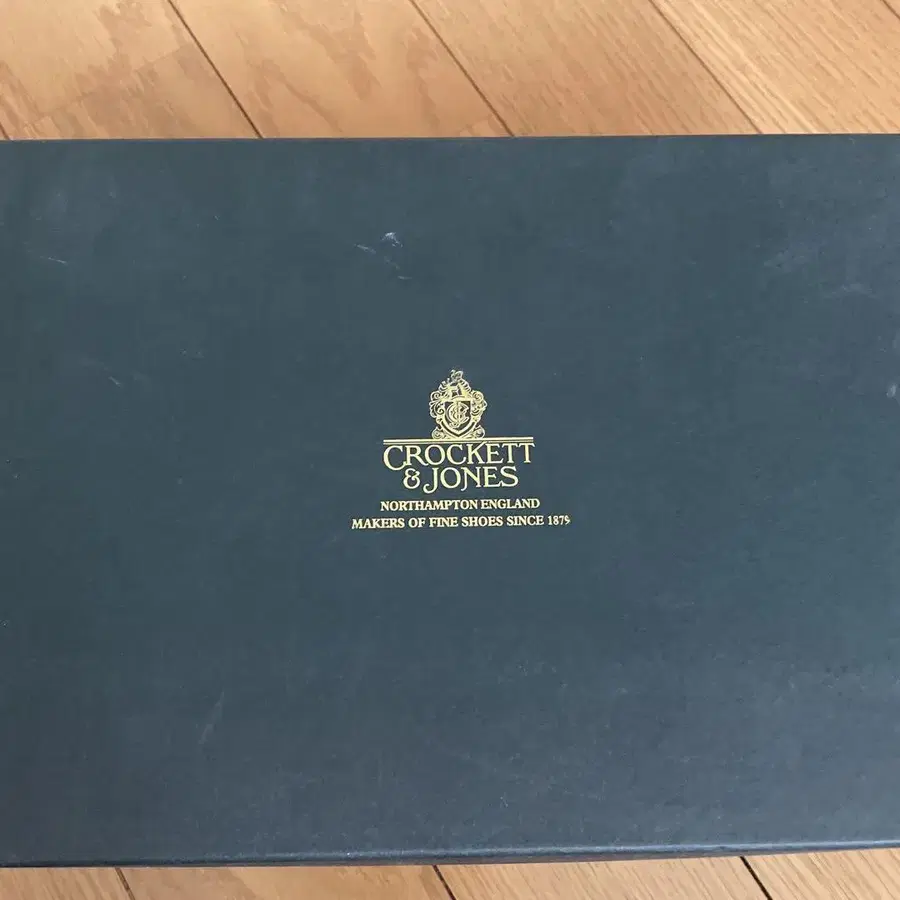 CROCKETT
& JONES
NORTHAMPTON ENGLAND
MAKERS OF FINE SHOES SINCE 1879